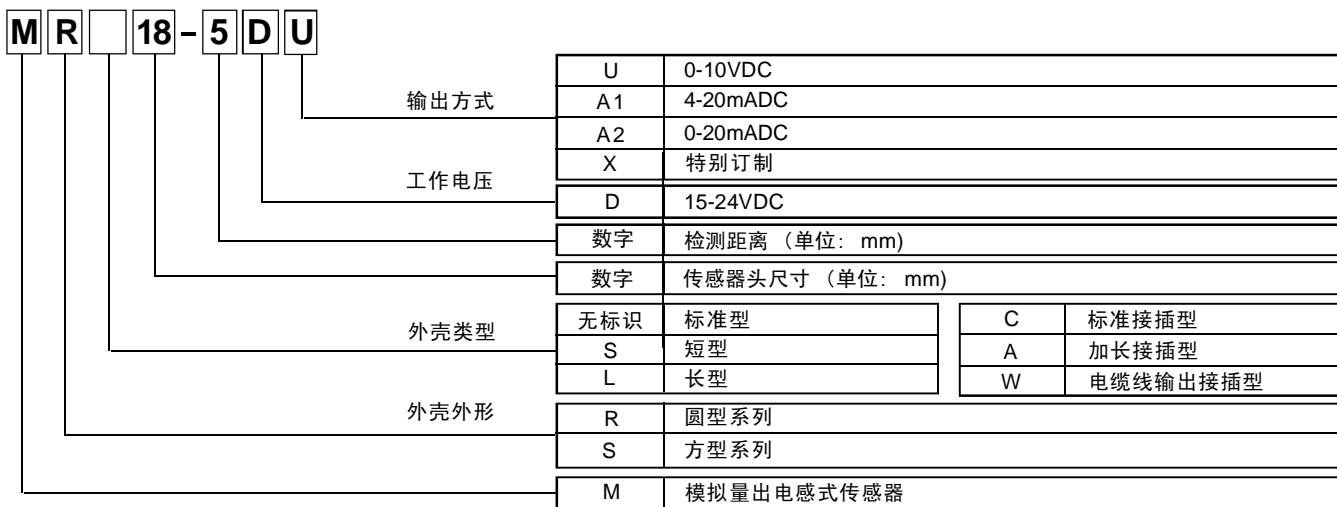 M R 18-5 D U
U 0-10VDC
输出方式 A1 4-20mADC
A2 0-20mADC
X 特别订制
工作电压
D 15-24VDC
数字 检测距离 (单位: mm)
数字 传感器头尺寸 (单位: mm)
外壳类型 无标识 标准型 C 标准接插型
S 短型 A 加长接插型
L 长型 W 电缆线输出接插型
外壳外形 R 圆型系列
S 方型系列
M 模拟量出电感式传感器